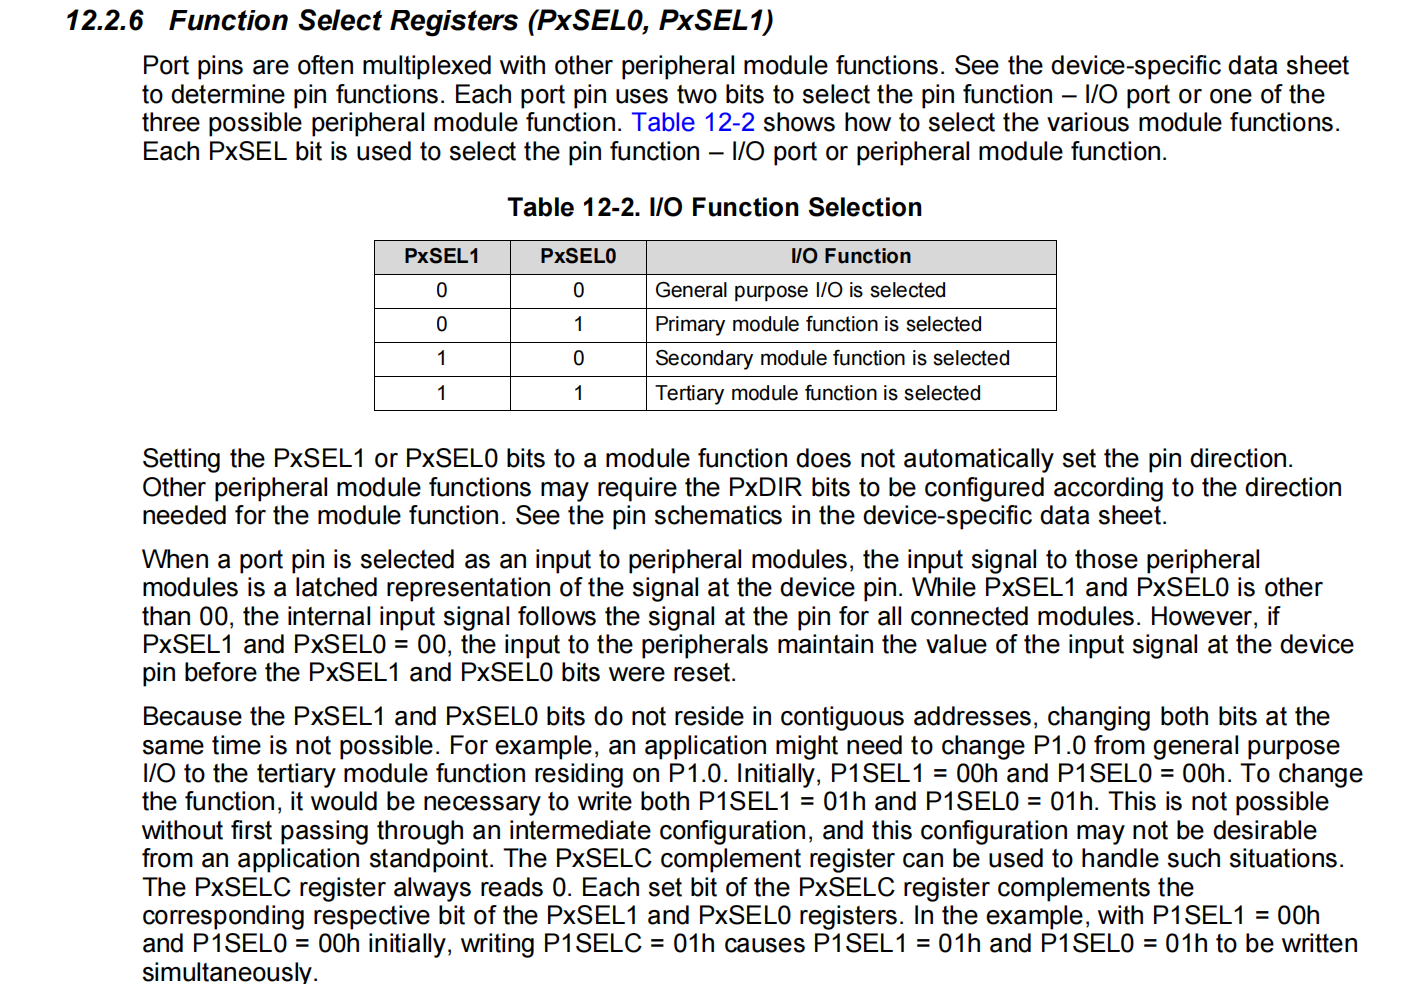 12.2.6 Function Select Registers (PxSEL0, PxSEL1)
Port pins are often multiplexed with other peripheral module functions. See the device-specific data sheet
to determine pin functions. Each port pin uses two bits to select the pin function – I/O port or one of the
three possible peripheral module function. Table 12-2 shows how to select the various module functions.
Each PxSEL bit is used to select the pin function – I/O port or peripheral module function.
Table 12-2. I/O Function Selection
PxSEL1 PxSEL0 I/O Function
0 0 General purpose I/O is selected
0 1 Primary module function is selected
1 0 Secondary module function is selected
1 1 Tertiary module function is selected
Setting the PxSEL1 or PxSEL0 bits to a module function does not automatically set the pin direction.
Other peripheral module functions may require the PxDIR bits to be configured according to the direction
needed for the module function. See the pin schematics in the device-specific data sheet.
When a port pin is selected as an input to peripheral modules, the input signal to those peripheral
modules is a latched representation of the signal at the device pin. While PxSEL1 and PxSEL0 is other
than 00, the internal input signal follows the signal at the pin for all connected modules. However, if
PxSEL1 and PxSEL0 = 00, the input to the peripherals maintain the value of the input signal at the device
pin before the PxSEL1 and PxSEL0 bits were reset.
Because the PxSEL1 and PxSEL0 bits do not reside in contiguous addresses, changing both bits at the
same time is not possible. For example, an application might need to change P1.0 from general purpose
I/O to the tertiary module function residing on P1.0. Initially, P1SEL1 = 00h and P1SEL0 = 00h. To change
the function, it would be necessary to write both P1SEL1 = 01h and P1SEL0 = 01h. This is not possible
without first passing through an intermediate configuration, and this configuration may not be desirable
from an application standpoint. The PxSELC complement register can be used to handle such situations.
The PxSELC register always reads 0. Each set bit of the PxSELC register complements the
corresponding respective bit of the PxSEL1 and PxSEL0 registers. In the example, with P1SEL1 = 00h
and P1SEL0 = 00h initially, writing P1SELC = 01h causes P1SEL1 = 01h and P1SEL0 = 01h to be written
simultaneously.